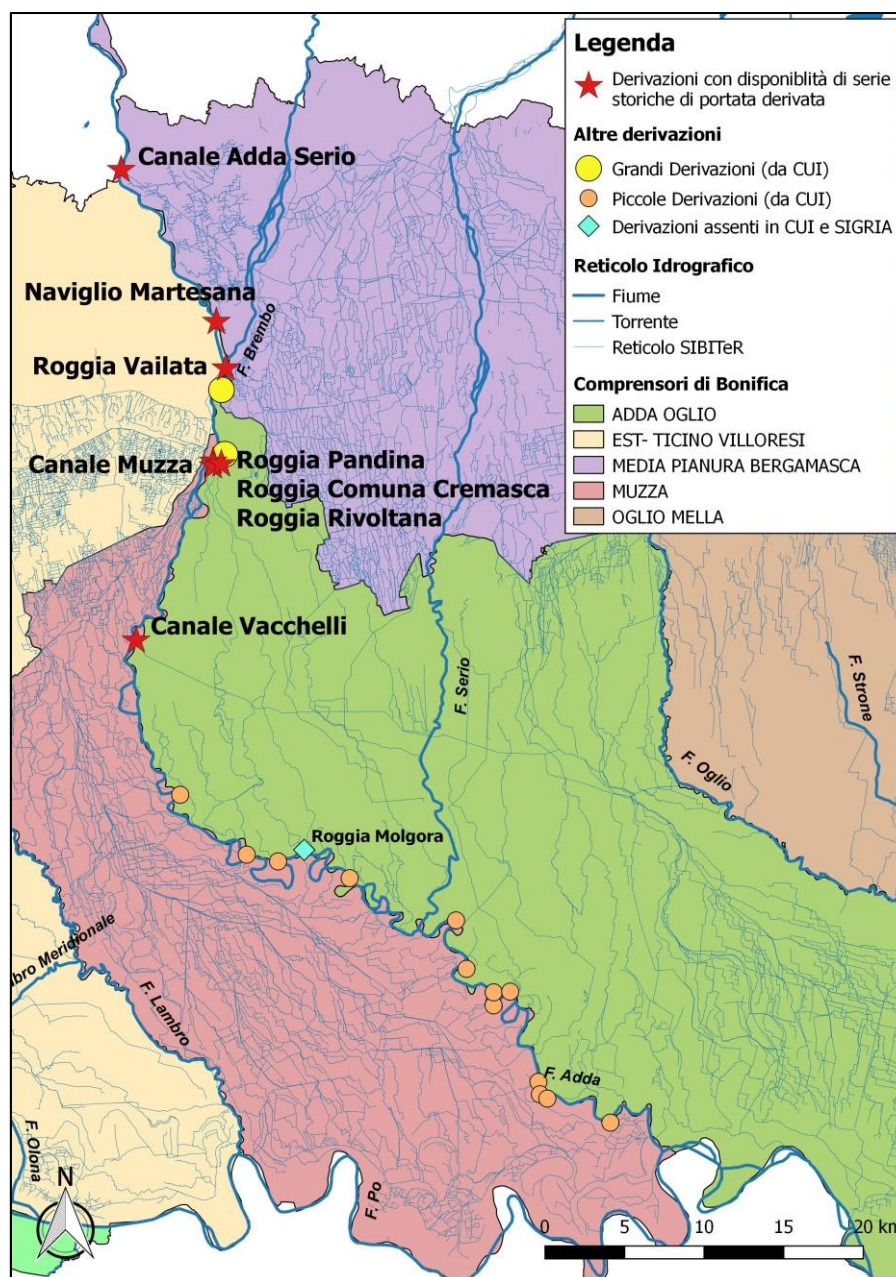 Legenda
Derivazioni con disponiblità di serie
storiche di portata derivata
Altre derivazioni
Grandi Derivazioni (da CUI)
Piccole Derivazioni (da CUI)
Derivazioni assenti in CUI e SIGRIA
Reticolo Idrografico
Fiume
Torrente
Reticolo SIBITeR
Comprensori di Bonifica
ADDA OGLIO
EST- TICINO VILLORESI
MEDIA PIANURA BERGAMASCA
MUZZA
OGLIO MELLA
Canale Adda Serio
Naviglio Martesana
F. Brembo
Roggia Vailata
Canale Muzza
Roggia Pandina
Roggia Comuna Cremasca
Roggia Rivoltana
Canale Vacchelli
F. Serio
F. Strone
F. Oglio
Roggia Molgora
bro Meridionale
F. Lambro
F. Adda
F. Olona
F. Po
N
0 5 10 15 20 km